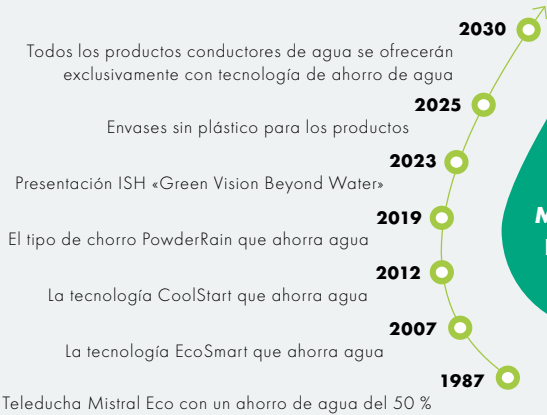 2030
Todos los productos conductores de agua se ofrecerán
exclusivamente con tecnología de ahorro de agua
2025
Envases sin plástico para los productos
2023
Presentación ISH «Green Vision Beyond Water»
2019
El tipo de chorro PowderRain que ahorra agua
2012
La tecnología CoolStart que ahorra agua
2007
La tecnología EcoSmart que ahorra agua
1987
Teleducha Mistral Eco con un ahorro de agua del 50 %